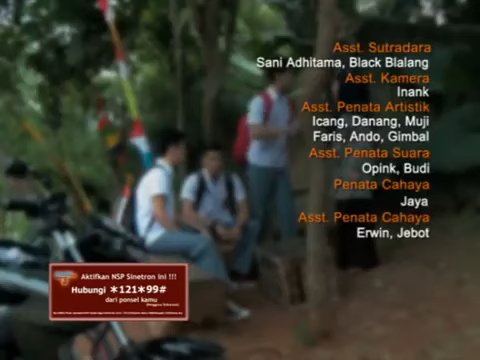 Asst. Sutradara
Sani Adhitama, Black Blalang
Asst. Kamera
Inank
Asst. Penata Artistik
Icang, Danang, Muji
Faris, Ando, Gimbal
Asst. Penata Suara
Opink, Budi
Penata Cahaya
Jaya
Asst. Penata Cahaya
Erwin, Jebot
Aktifkan NSP Sinetron Ini !!!
Hubungi *121*99#
dari ponsel kamu